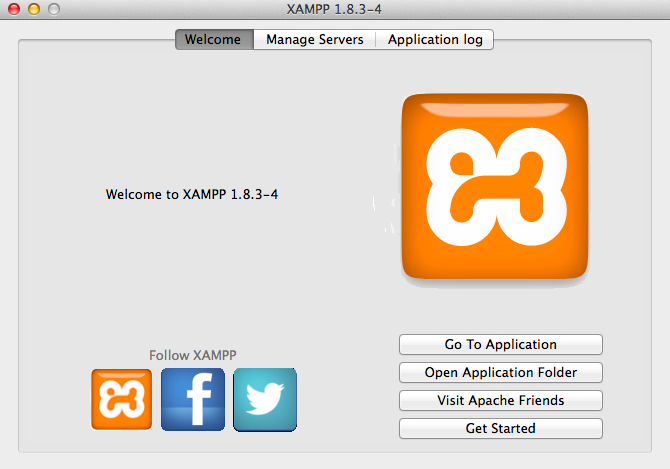 XAMPP 1.8.3-4
Welcome
Manage Servers
Application log
Welcome to XAMPP 1.8.3-4
Follow XAMPP
Go To Application
Open Application Folder
Visit Apache Friends
Get Started